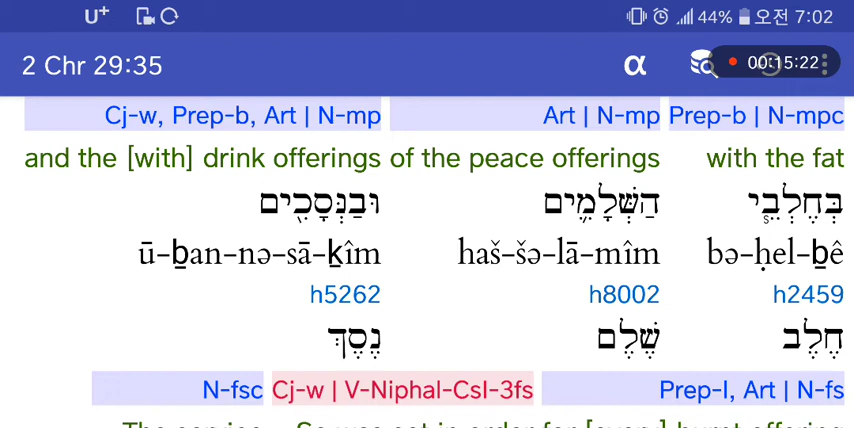 U+ 44% 오전 7:02
2 Chr 29:35 α 00:15:22
Cj-w, Prep-b, Art | N-mp Art | N-mp Prep-b | N-mpc
and the [with] drink offerings of the peace offerings with the fat
בְּחֶלְבֵ֧י הַשְּׁלָמִ֛ים וּבַנְּסָכִ֖ים
ū-ḇan-nə-sā-ḵîm haš-šə-lā-mîm bə-ḥel-ḇê
h5262 h8002 h2459
חֶלֶב שֶׁלֶם נֶסֶךְ
N-fsc Cj-w | V-Niphal-CsI-3fs Prep-l, Art | N-fs